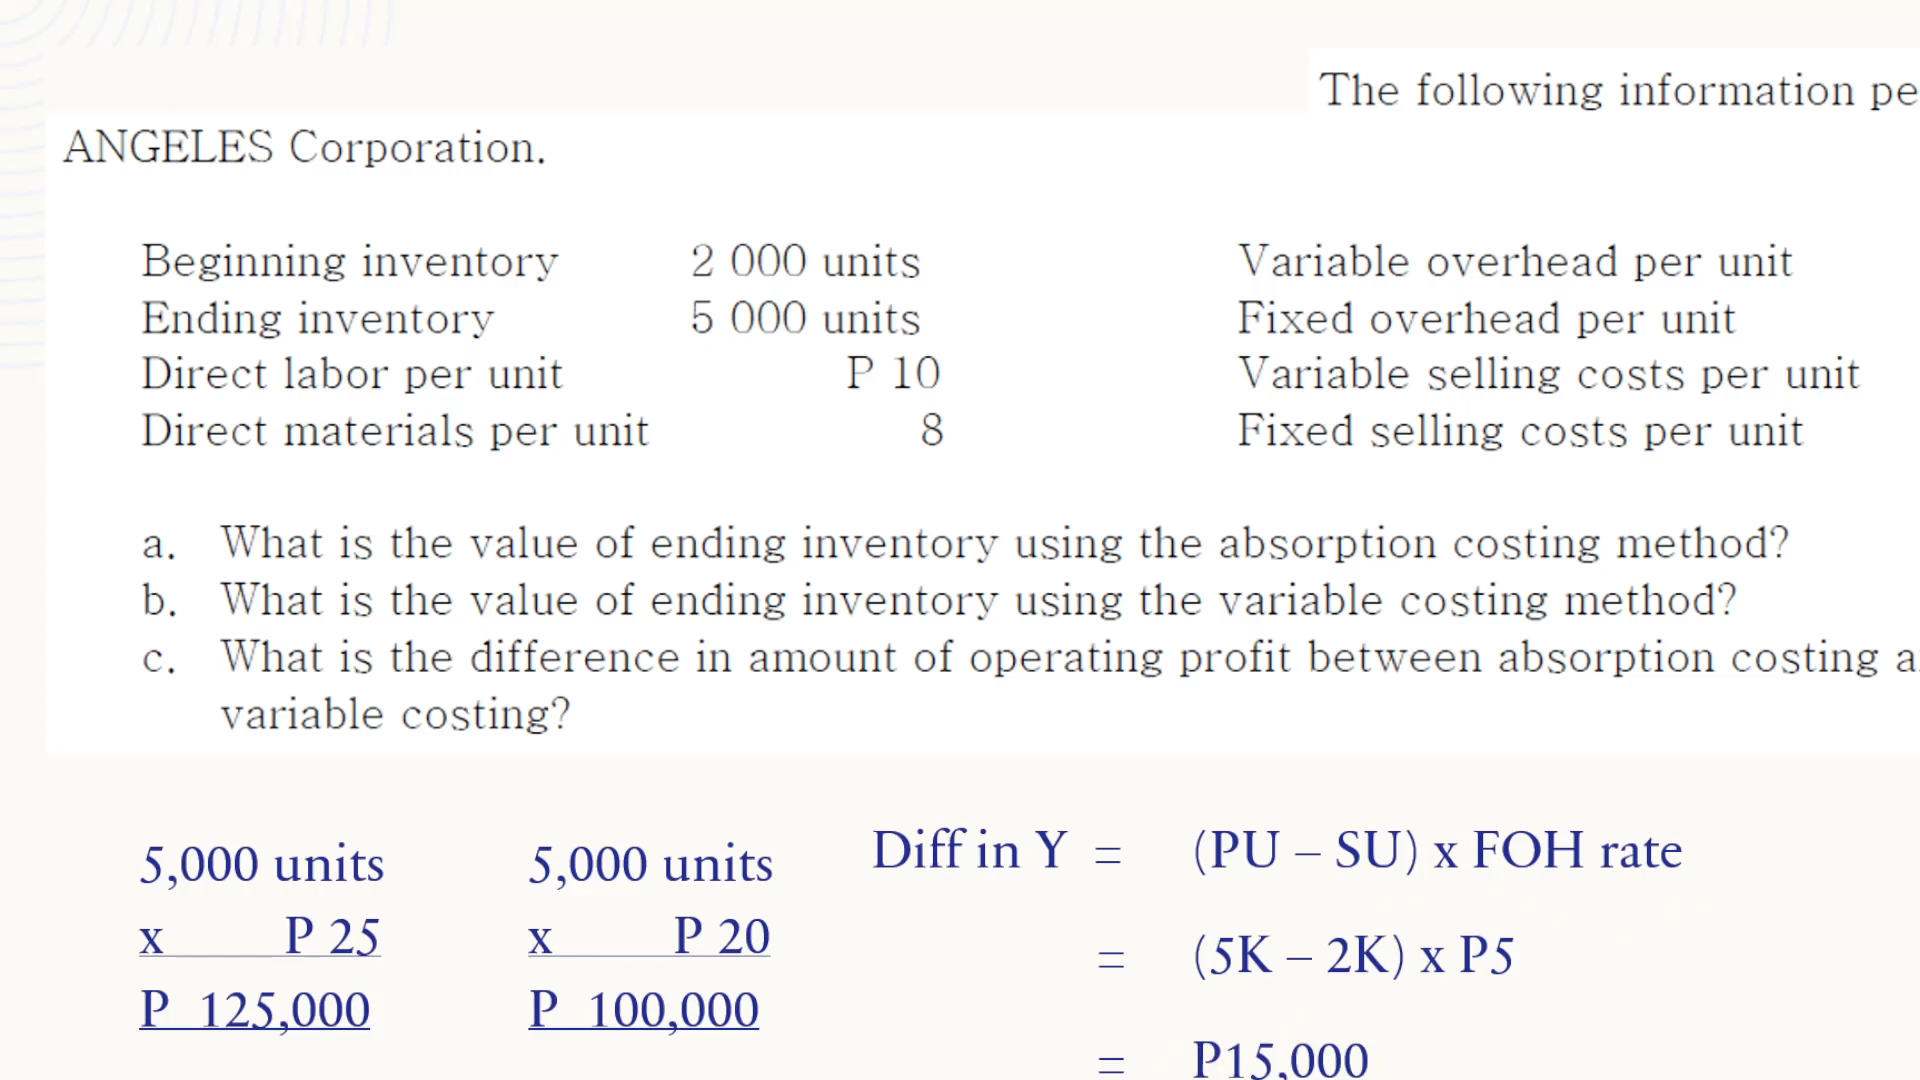 The following information pe
ANGELES Corporation.
Beginning inventory 2 000 units Variable overhead per unit
Ending inventory 5 000 units Fixed overhead per unit
Direct labor per unit P 10 Variable selling costs per unit
Direct materials per unit 8 Fixed selling costs per unit
a. What is the value of ending inventory using the absorption costing method?
b. What is the value of ending inventory using the variable costing method?
c. What is the difference in amount of operating profit between absorption costing a
variable costing?
5,000 units
x P 25
P 125,000
5,000 units
x P 20
P 100,000
Diff in Y = (PU – SU) x FOH rate
= (5K – 2K) x P5
= P15,000